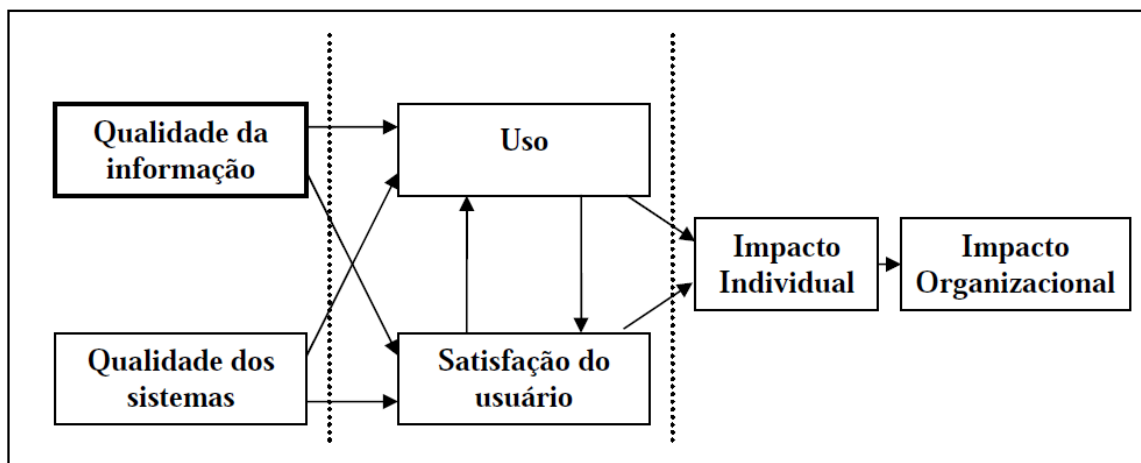 Qualidade da
informação
Uso
Impacto
Individual
Impacto
Organizacional
Qualidade dos
sistemas
Satisfação do
usuário